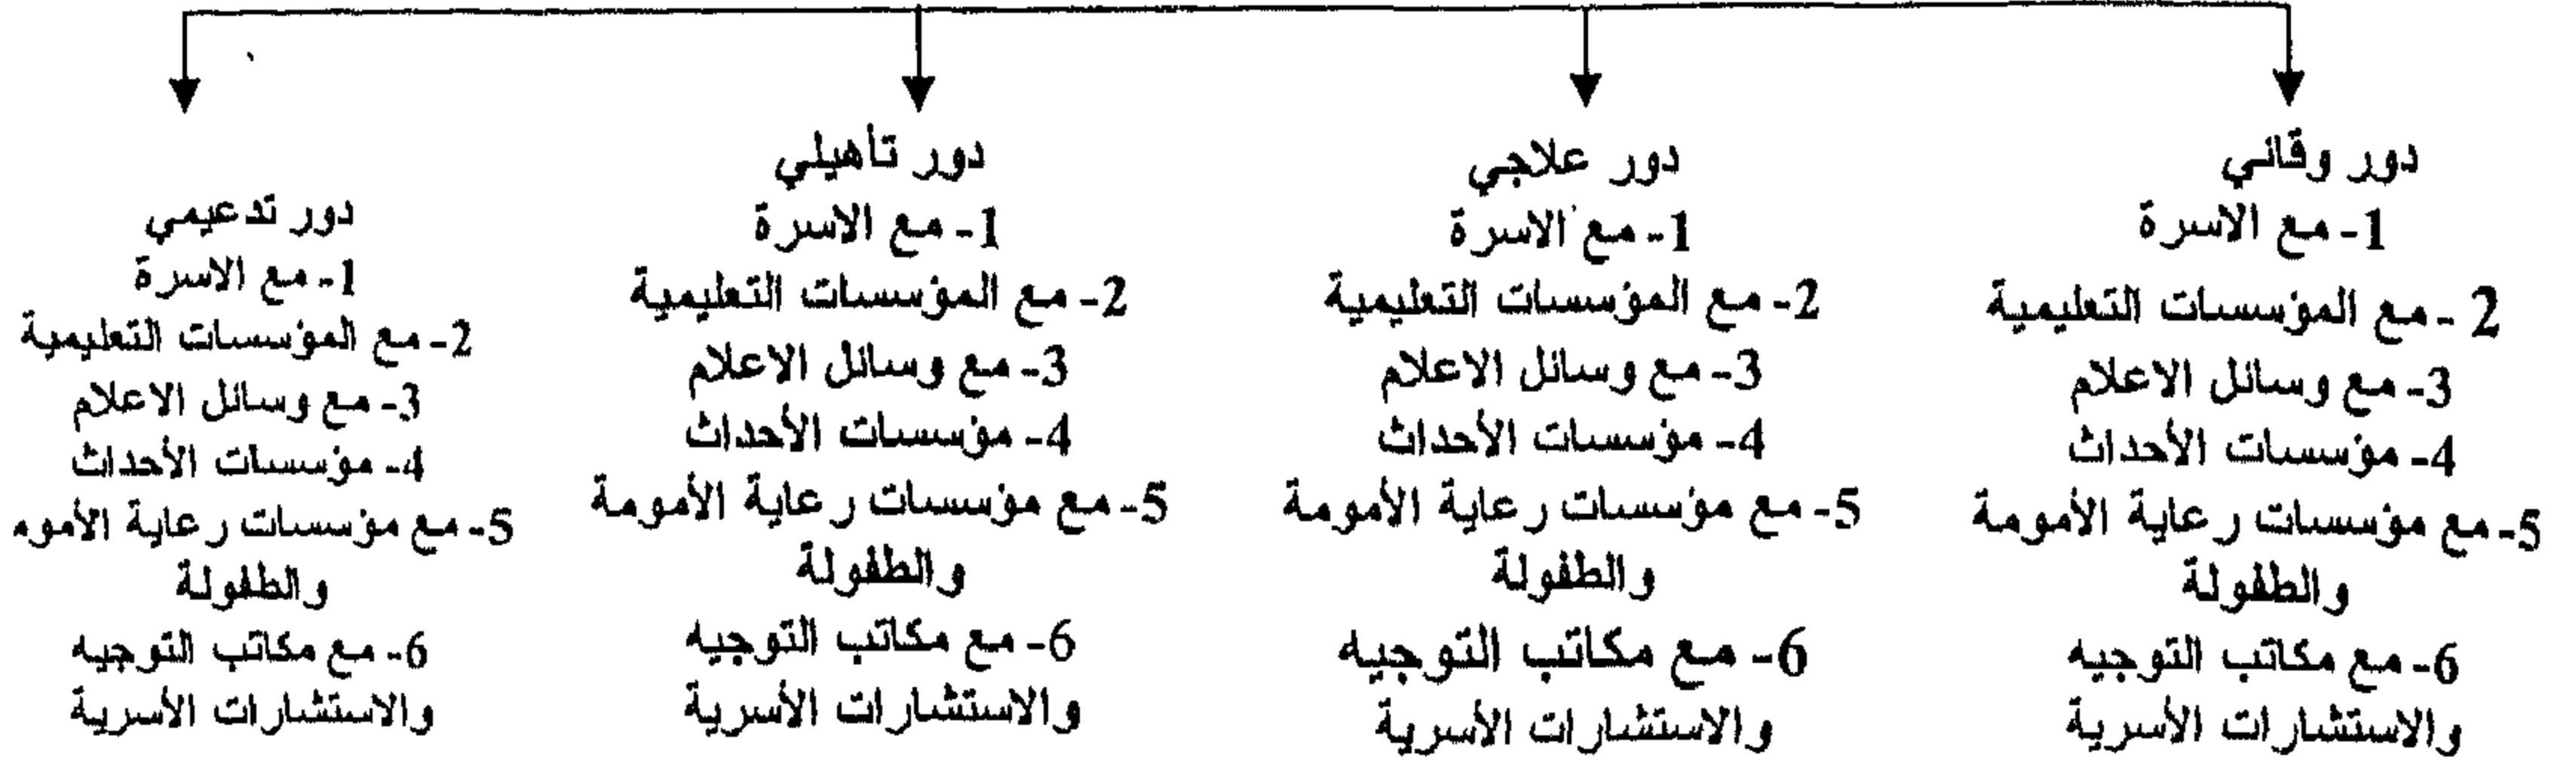 دور وقائي
1- مع الاسرة
2 - مع المؤسسات التعليمية
3- مع وسائل الاعلام
4- مؤسسات الأحداث
5- مع مؤسسات رعاية الأمومة
والطفولة
6- مع مكاتب التوجيه
والاستشارات الأسرية
دور علاجي
1- مع الاسرة
2- مع المؤسسات التعليمية
3- مع وسائل الاعلام
4- مؤسسات الأحداث
5- مع مؤسسات رعاية الأمومة
والطفولة
6- مع مكاتب التوجيه
والاستشارات الأسرية
دور تأهيلي
1- مع الاسرة
2- مع المؤسسات التعليمية
3- مع وسائل الاعلام
4- مؤسسات الأحداث
5- مع مؤسسات رعاية الأمومة
والطفولة
6- مع مكاتب التوجيه
والاستشارات الأسرية
دور تدعيمي
1- مع الاسرة
2- مع المؤسسات التعليمية
3- مع وسائل الاعلام
4- مؤسسات الأحداث
5- مع مؤسسات رعاية الأمومه
والطفولة
6- مع مكاتب التوجيه
والاستشارات الأسرية